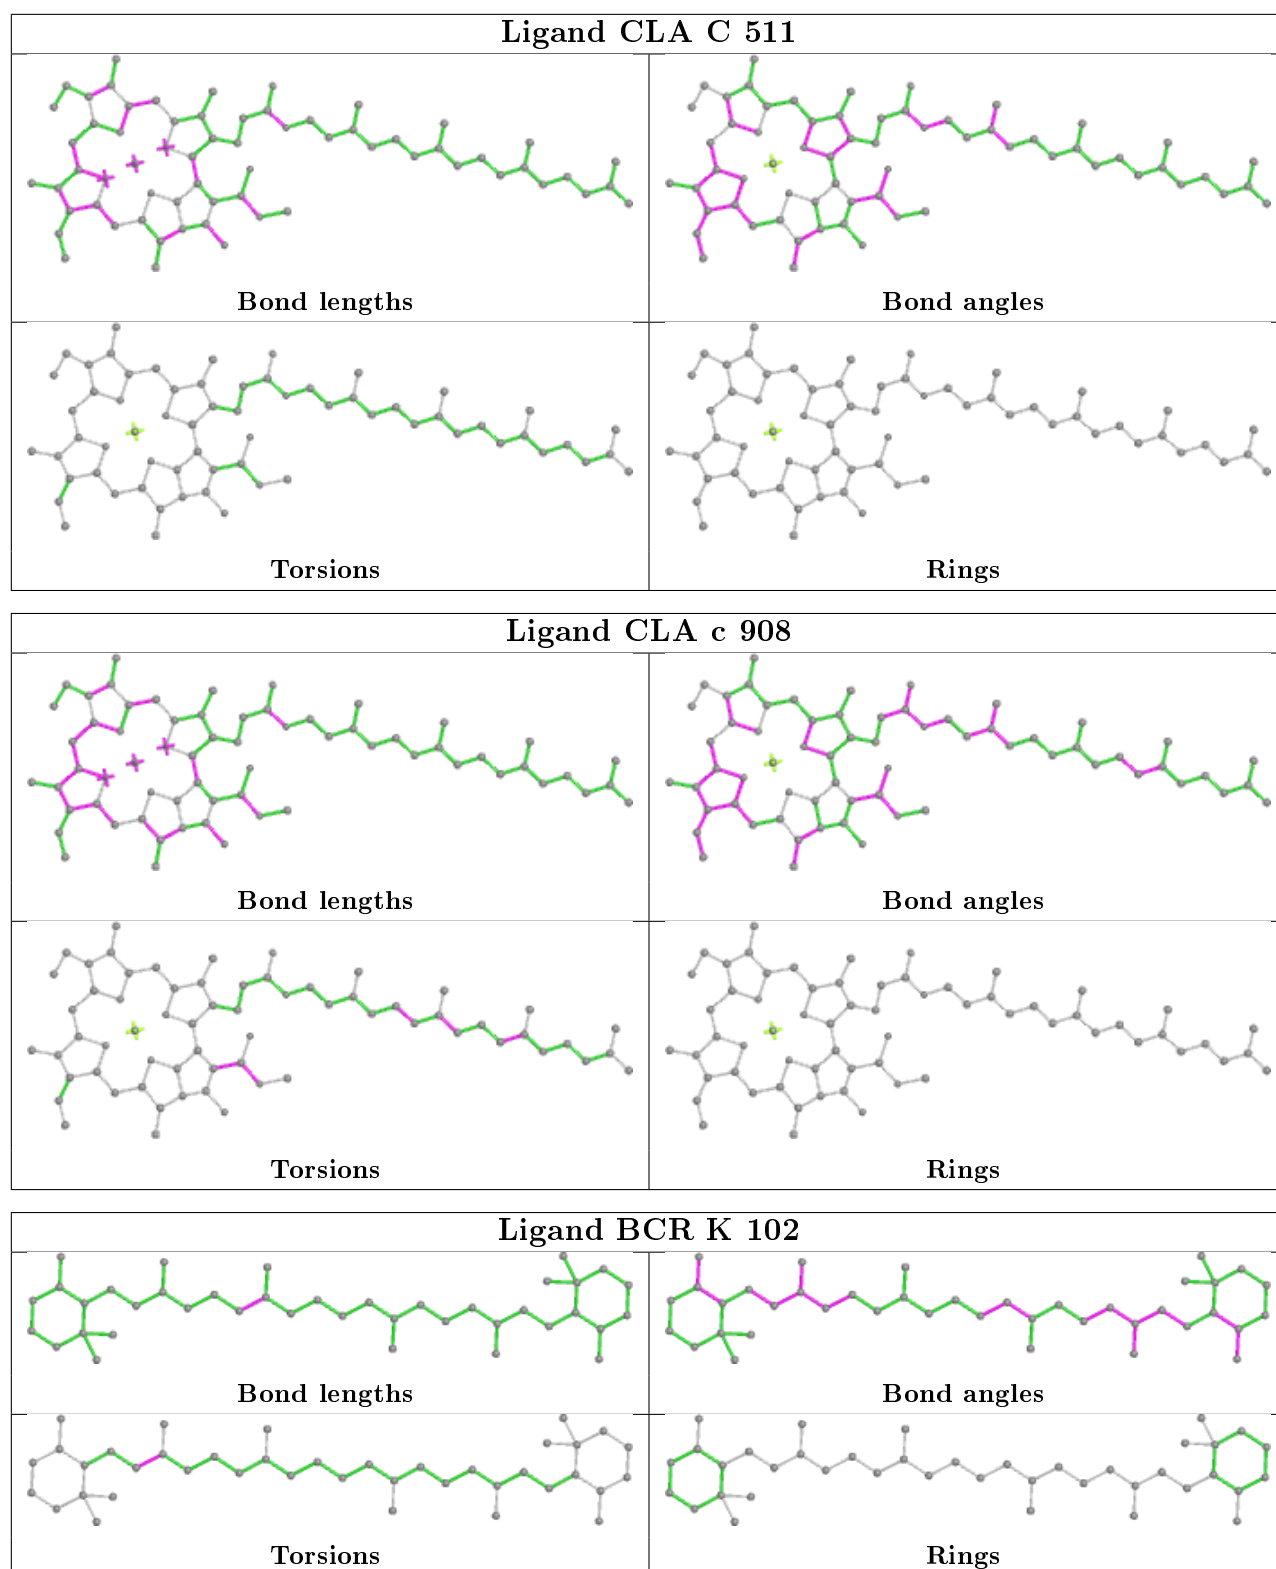 Ligand CLA C 511
Bond lengths
Bond angles
Torsions
Rings
Ligand CLA c 908
Bond lengths
Bond angles
Torsions
Rings
Ligand BCR K 102
Bond lengths
Bond angles
Torsions
Rings